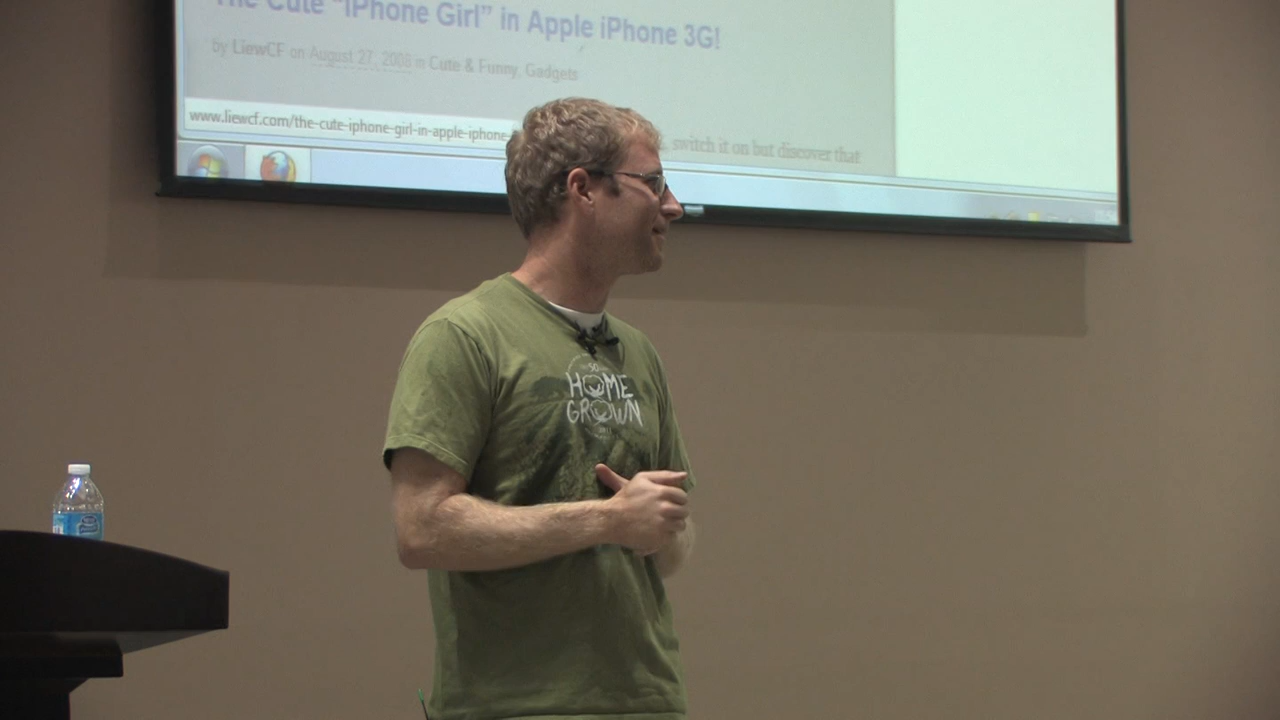 The Cute “iPhone Girl” in Apple iPhone 3G!
by LiewCF on August 27, 2008 in Cute & Funny, Gadgets
www.liewcf.com/the-cute-iphone-girl-in-apple-iphone-
switch it on but discover that
50
HOME
GROWN